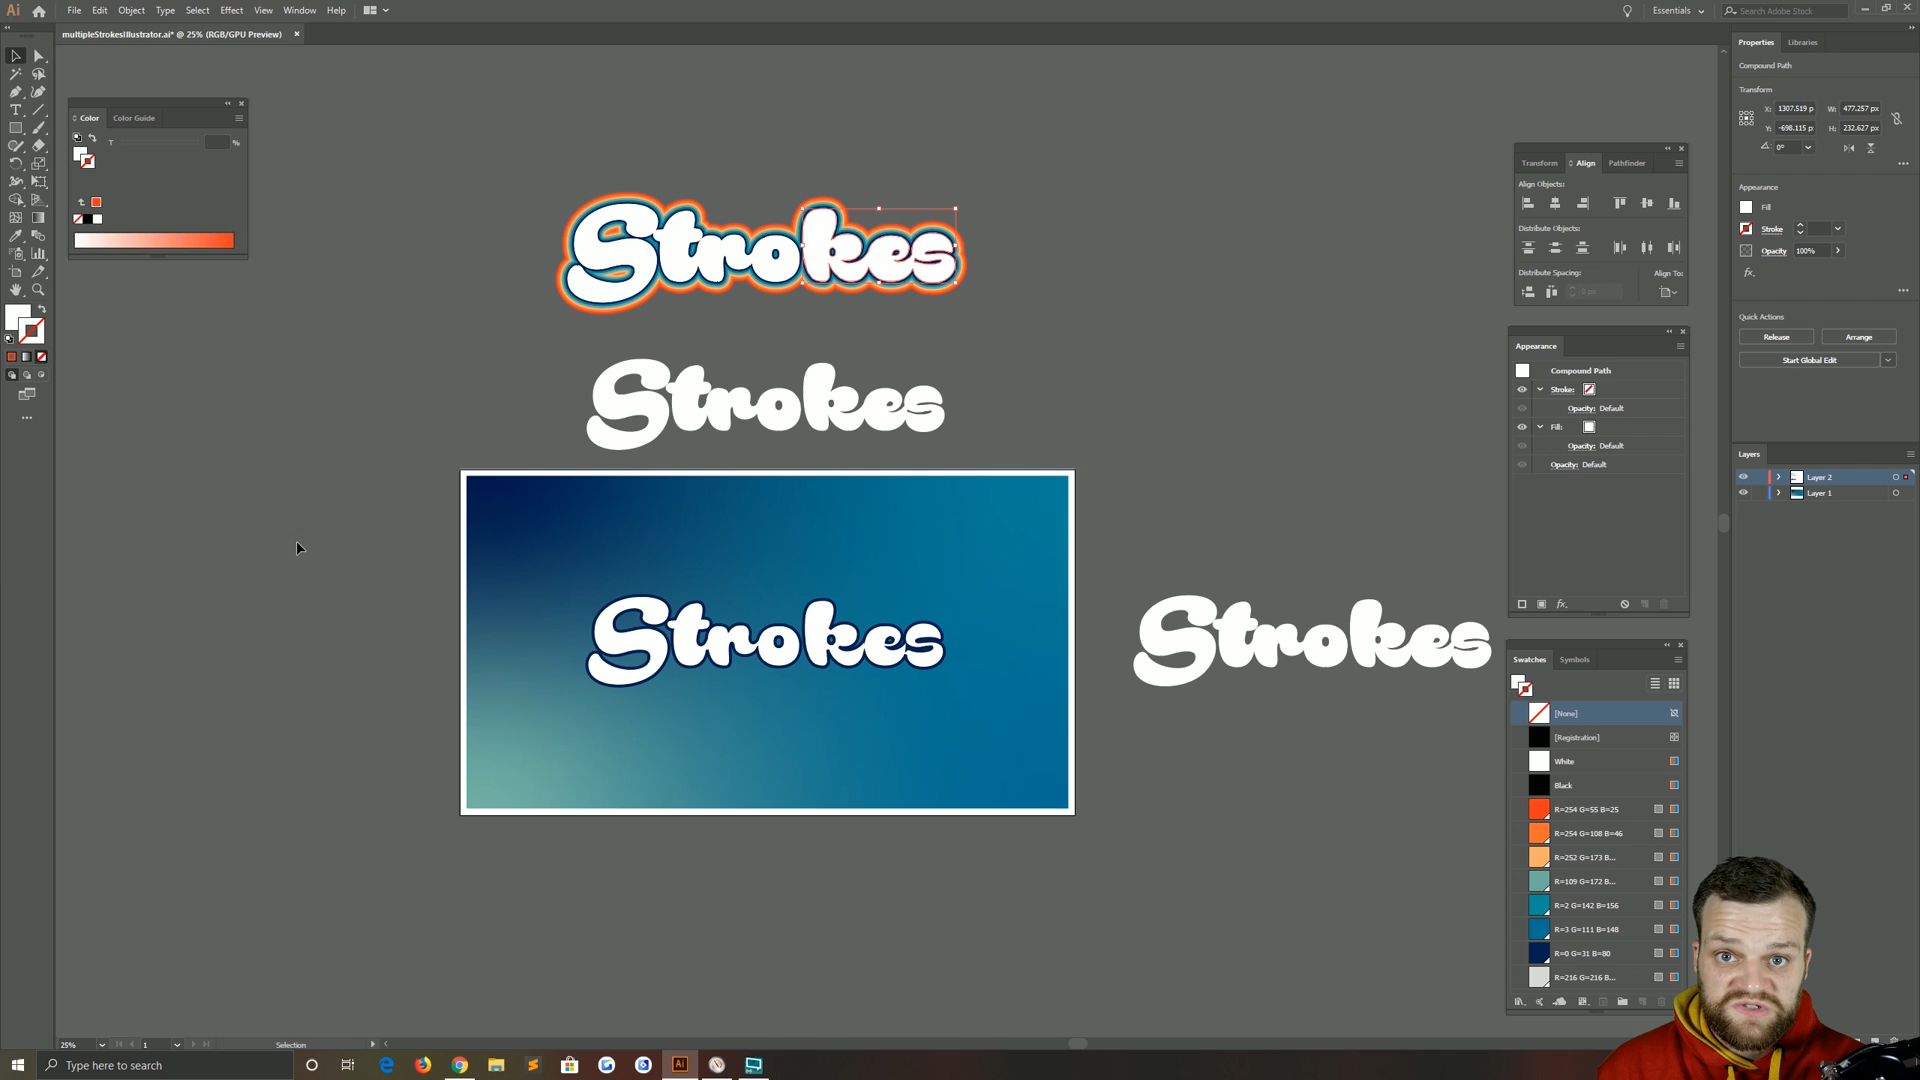 Ai File Edit Object Type Select Effect View Window Help Essentials Search Adobe Stock
multipleStrokesIllustrator.ai* @ 25% (RGB/GPU Preview)
Color Color Guide
T %
Strokes
Strokes
Strokes
Strokes
Transform Align Pathfinder
Align Objects:
Distribute Objects:
Distribute Spacing: Align To:
0 px
Appearance
Compound Path
Stroke:
Opacity: Default
Fill:
Opacity: Default
Opacity: Default
Swatches Symbols
[None]
[Registration]
White
Black
R=254 G=55 B=25
R=254 G=108 B=46
R=252 G=173 B...
R=109 G=172 B...
R=2 G=142 B=156
R=3 G=111 B=148
R=0 G=31 B=80
R=216 G=216 B...
Properties Libraries
Compound Path
Transform
X: 1307.519 p W: 477.257 px
Y: -698.115 p H: 232.627 px
0°
Appearance
Fill
Stroke
Opacity 100%
fx.
Quick Actions
Release Arrange
Start Global Edit
Layers
Layer 2
Layer 1
25% 1 Selection
Type here to search
Ai